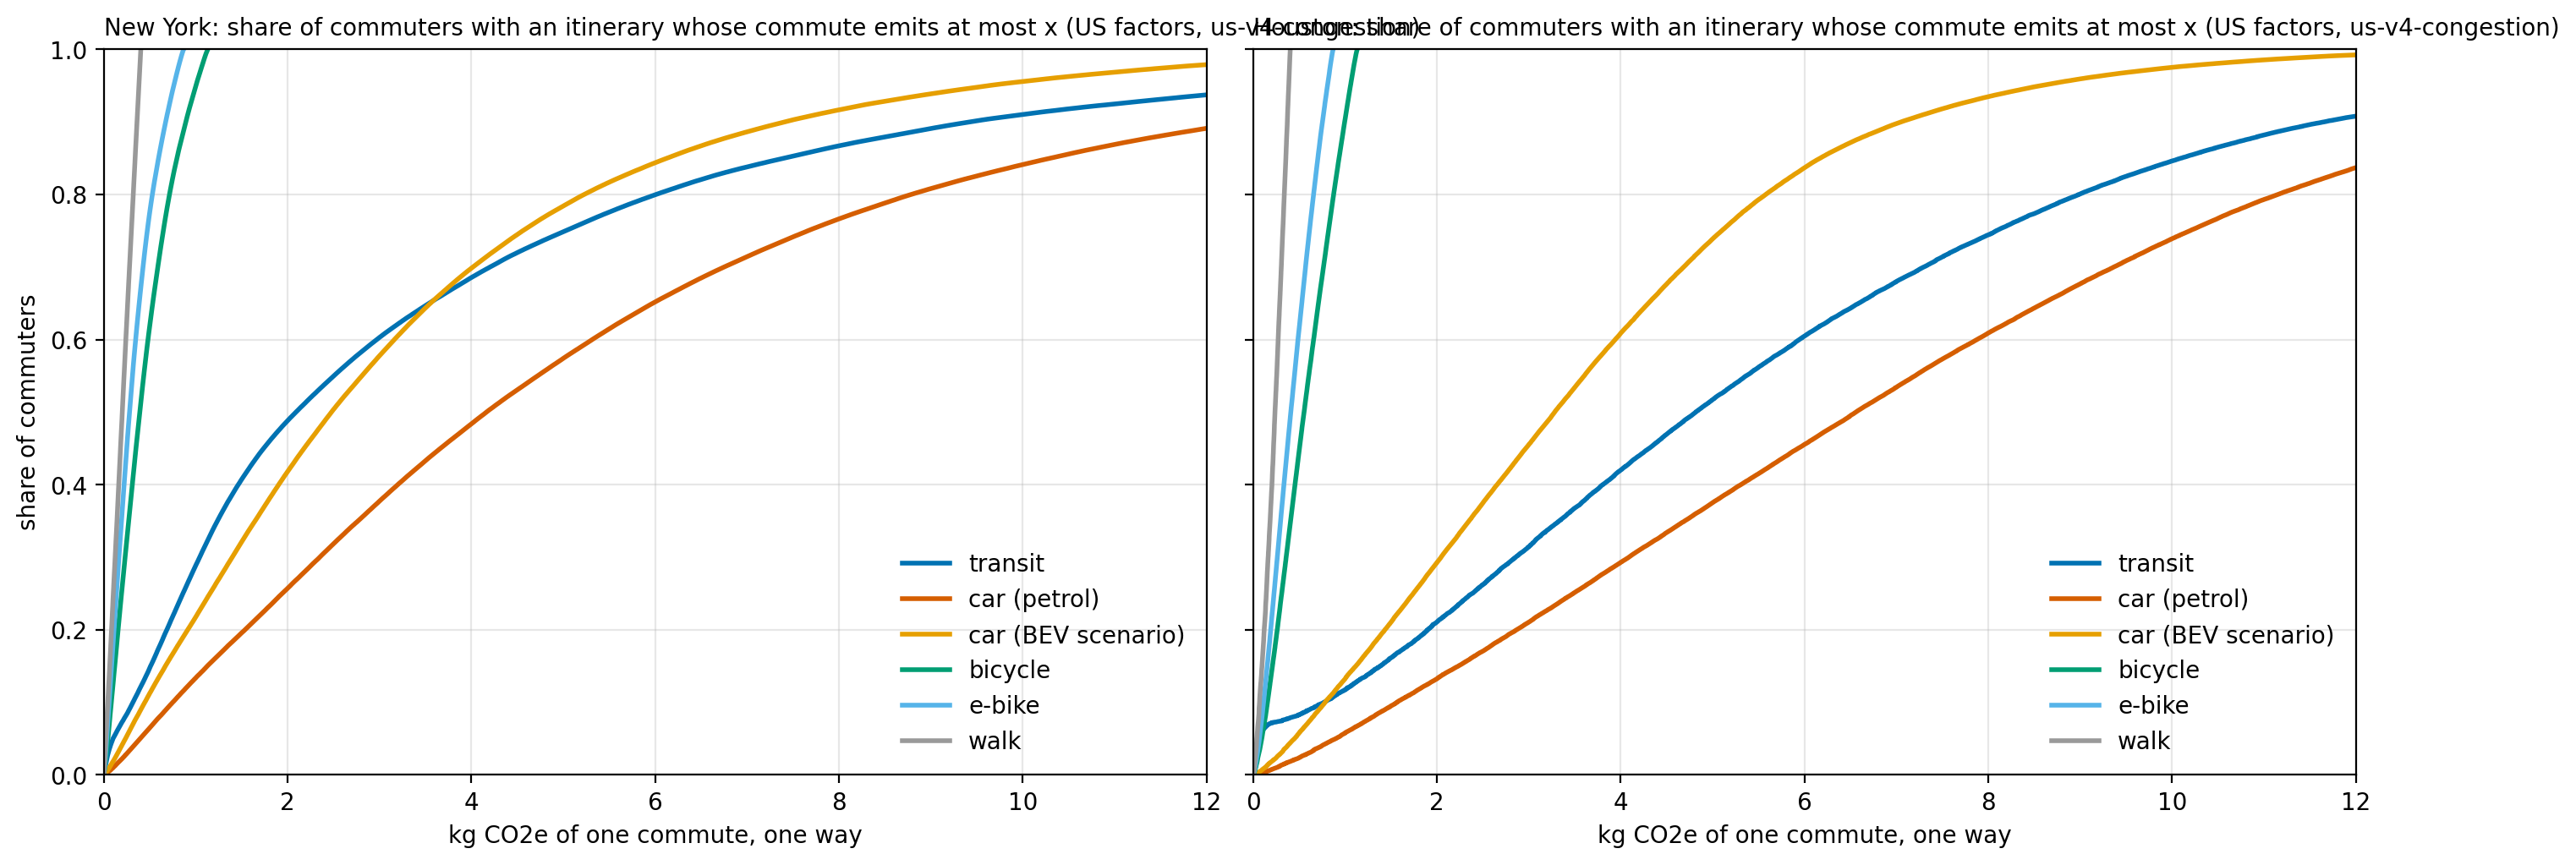 New York: share of commuters with an itinerary whose commute emits at most x (US factors, us-v4-congestion)
Houston: share of commuters with an itinerary whose commute emits at most x (US factors, us-v4-congestion)
share of commuters
1.0
0.8
0.6
0.4
0.2
0.0
0 2 4 6 8 10 12
kg CO2e of one commute, one way
transit
car (petrol)
car (BEV scenario)
bicycle
e-bike
walk
0 2 4 6 8 10 12
kg CO2e of one commute, one way
transit
car (petrol)
car (BEV scenario)
bicycle
e-bike
walk